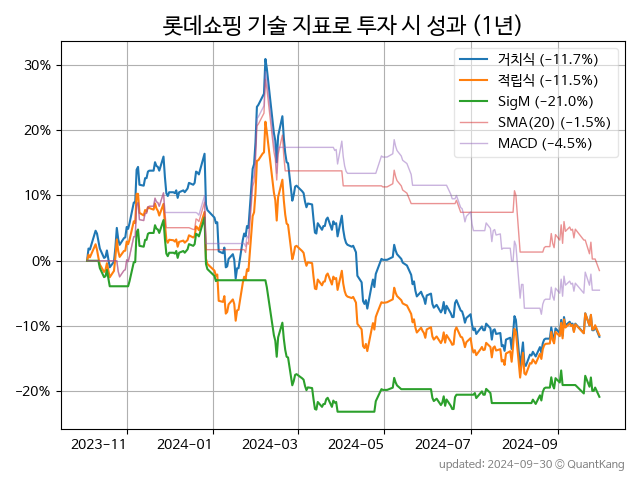 롯데쇼핑 기술 지표로 투자 시 성과 (1년)
거치식 (−11.7%)
적립식 (−11.5%)
SigM (−21.0%)
SMA(20) (−1.5%)
MACD (−4.5%)
30%
20%
10%
0%
−10%
−20%
2023-11 2024-01 2024-03 2024-05 2024-07 2024-09
updated: 2024-09-30 © QuantKang